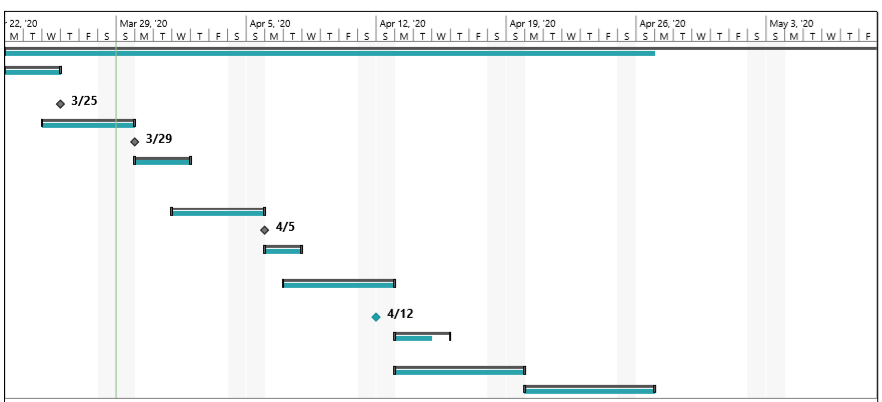 22, '20 Mar 29, '20 Apr 5, '20 Apr 12, '20 Apr 19, '20 Apr 26, '20 May 3, '20
M T W T F S S M T W T F S S M T W T F S S M T W T F S S M T W T F S S M T W T F S S M T W T F
3/25
3/29
4/5
4/12